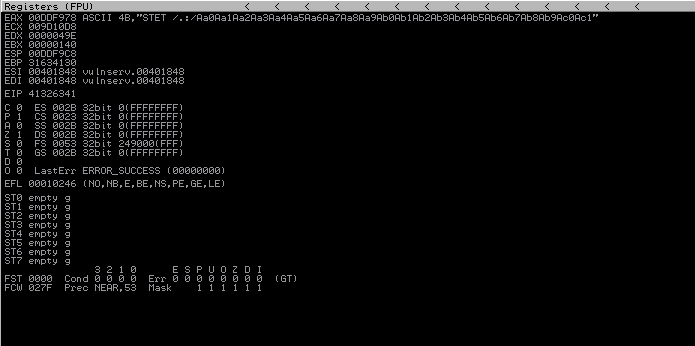 Registers (FPU) < < < < < < < < < < < <
EAX 00DDF978 ASCII 4B,"STET /.:/Aa0Aa1Aa2Aa3Aa4Aa5Aa6Aa7Aa8Aa9Ab0Ab1Ab2Ab3Ab4Ab5Ab6Ab7Ab8Ab9Ac0Ac1"
ECX 009D10D8
EDX 0000049E
EBX 00000140
ESP 00DDF9C8
EBP 31634130
ESI 00401848 vulnserv.00401848
EDI 00401848 vulnserv.00401848
EIP 41326341
C 0 ES 002B 32bit 0(FFFFFFFF)
P 1 CS 0023 32bit 0(FFFFFFFF)
A 0 SS 002B 32bit 0(FFFFFFFF)
Z 1 DS 002B 32bit 0(FFFFFFFF)
S 0 FS 0053 32bit 249000(FFF)
T 0 GS 002B 32bit 0(FFFFFFFF)
D 0
O 0 LastErr ERROR_SUCCESS (00000000)
EFL 00010246 (NO,NB,E,BE,NS,PE,GE,LE)
ST0 empty g
ST1 empty g
ST2 empty g
ST3 empty g
ST4 empty g
ST5 empty g
ST6 empty g
ST7 empty g
3 2 1 0 E S P U O Z D I
FST 0000 Cond 0 0 0 0 Err 0 0 0 0 0 0 0 0 (GT)
FCW 027F Prec NEAR,53 Mask 1 1 1 1 1 1